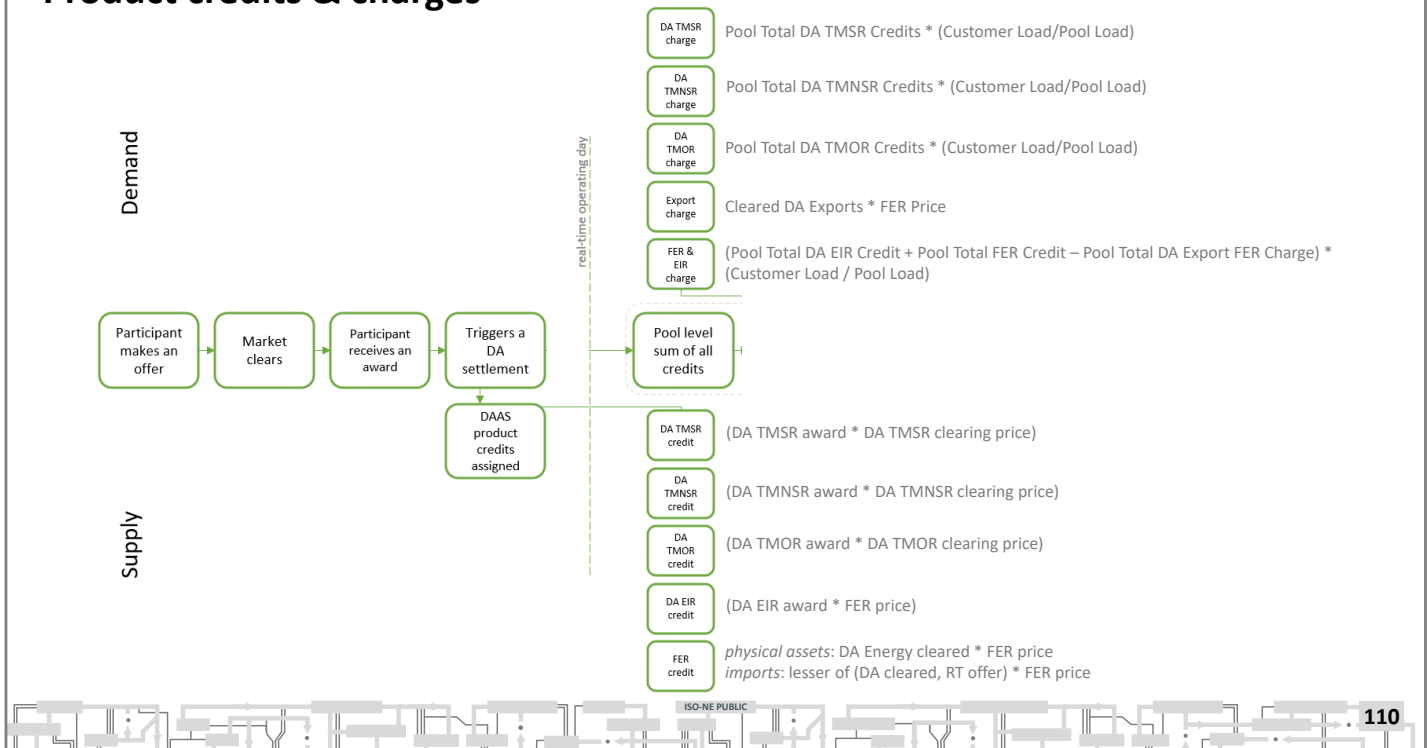 Product credits & charges
DA TMSR
charge
Pool Total DA TMSR Credits * (Customer Load/Pool Load)
DA
TMNSR
charge
Pool Total DA TMNSR Credits * (Customer Load/Pool Load)
DA
TMOR
charge
Pool Total DA TMOR Credits * (Customer Load/Pool Load)
Export
charge
Cleared DA Exports * FER Price
FER &
EIR
charge
(Pool Total DA EIR Credit + Pool Total FER Credit – Pool Total DA Export FER Charge) *
(Customer Load / Pool Load)
Demand
real-time operating day
Participant
makes an
offer
Market
clears
Participant
receives an
award
Triggers a
DA
settlement
Pool level
sum of all
credits
DAAS
product
credits
assigned
Supply
DA TMSR
credit
(DA TMSR award * DA TMSR clearing price)
DA
TMNSR
credit
(DA TMNSR award * DA TMNSR clearing price)
DA
TMOR
credit
(DA TMOR award * DA TMOR clearing price)
DA EIR
credit
(DA EIR award * FER price)
FER
credit
physical assets: DA Energy cleared * FER price
imports: lesser of (DA cleared, RT offer) * FER price
ISO-NE PUBLIC
110